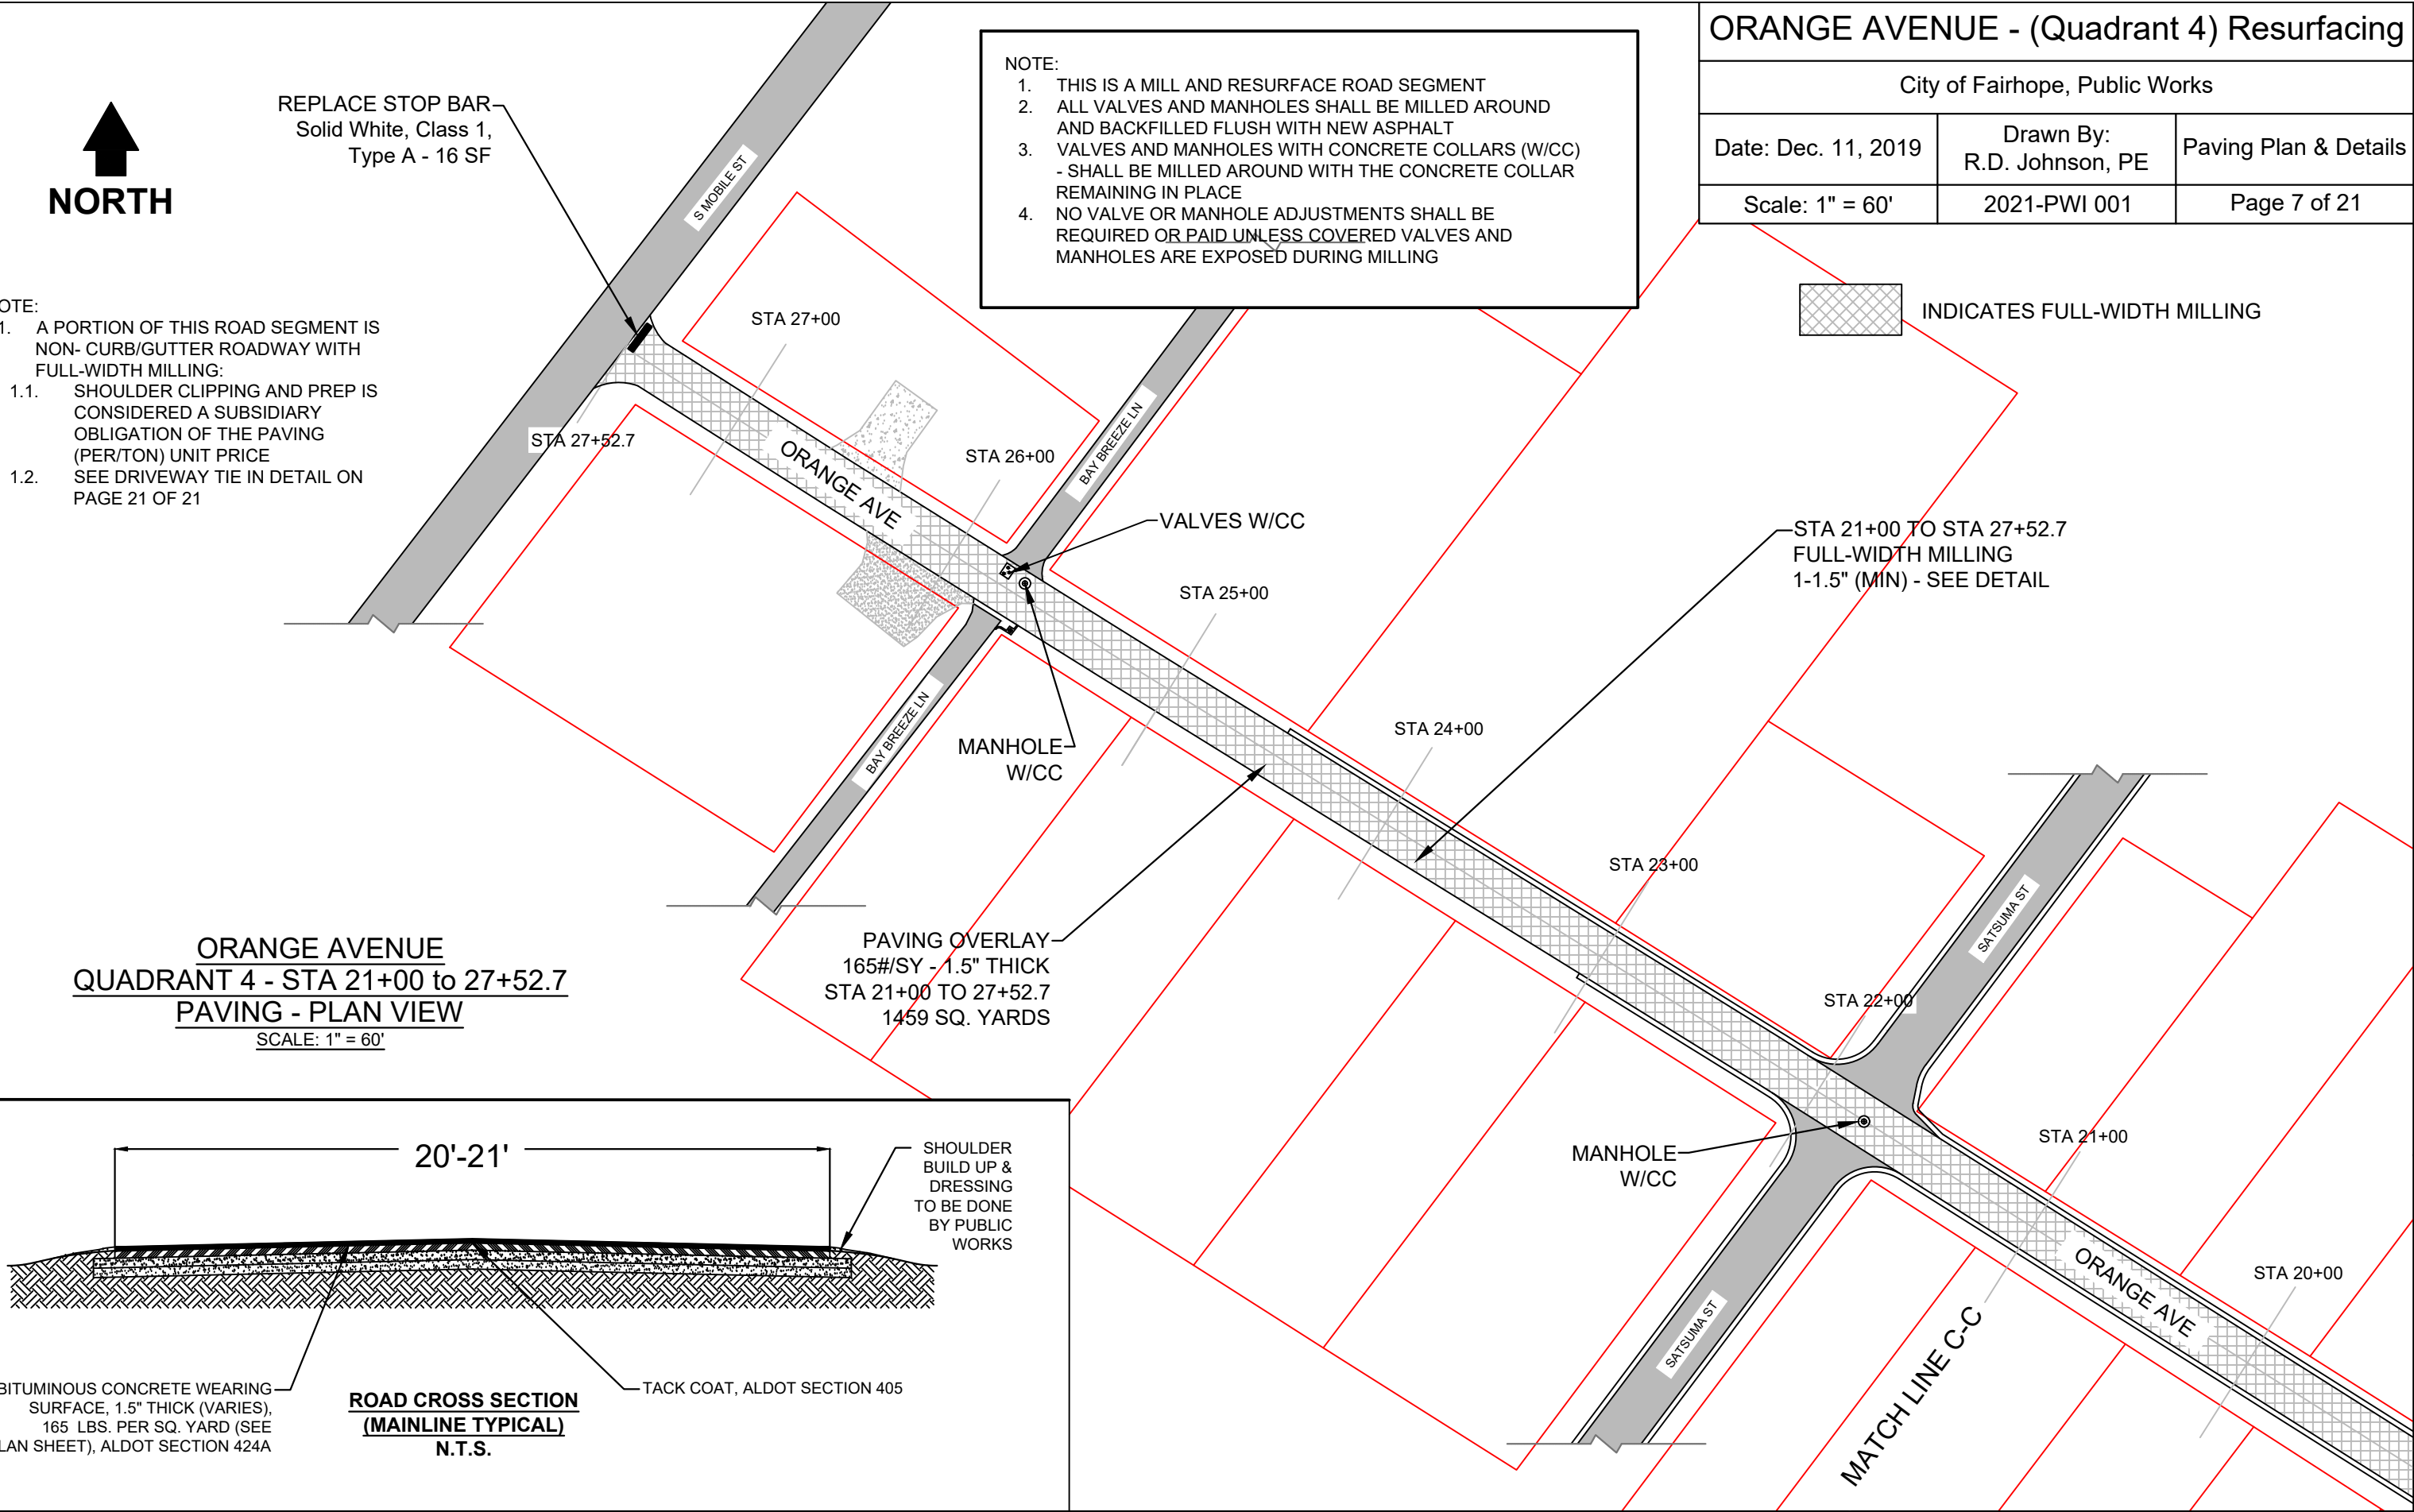 ORANGE AVENUE - (Quadrant 4) Resurfacing
City of Fairhope, Public Works
Date: Dec. 11, 2019
Drawn By:
R.D. Johnson, PE
Paving Plan & Details
Scale: 1" = 60'
2021-PWI 001
Page 7 of 21
NOTE:
1. THIS IS A MILL AND RESURFACE ROAD SEGMENT
2. ALL VALVES AND MANHOLES SHALL BE MILLED AROUND
AND BACKFILLED FLUSH WITH NEW ASPHALT
3. VALVES AND MANHOLES WITH CONCRETE COLLARS (W/CC)
- SHALL BE MILLED AROUND WITH THE CONCRETE COLLAR
REMAINING IN PLACE
4. NO VALVE OR MANHOLE ADJUSTMENTS SHALL BE
REQUIRED OR PAID UNLESS COVERED VALVES AND
MANHOLES ARE EXPOSED DURING MILLING
NORTH
REPLACE STOP BAR
Solid White, Class 1,
Type A - 16 SF
S MOBILE ST
INDICATES FULL-WIDTH MILLING
OTE:
1. A PORTION OF THIS ROAD SEGMENT IS
NON- CURB/GUTTER ROADWAY WITH
FULL-WIDTH MILLING:
1.1. SHOULDER CLIPPING AND PREP IS
CONSIDERED A SUBSIDIARY
OBLIGATION OF THE PAVING
(PER/TON) UNIT PRICE
1.2. SEE DRIVEWAY TIE IN DETAIL ON
PAGE 21 OF 21
STA 27+00
STA 27+52.7
ORANGE AVE
STA 26+00
BAY BREEZE LN
VALVES W/CC
STA 25+00
STA 21+00 TO STA 27+52.7
FULL-WIDTH MILLING
1-1.5" (MIN) - SEE DETAIL
BAY BREEZE LN
MANHOLE
W/CC
STA 24+00
STA 23+00
SATSUMA ST
PAVING OVERLAY
165#/SY - 1.5" THICK
STA 21+00 TO 27+52.7
1459 SQ. YARDS
ORANGE AVENUE
QUADRANT 4 - STA 21+00 to 27+52.7
PAVING - PLAN VIEW
SCALE: 1" = 60'
STA 22+00
MANHOLE
W/CC
STA 21+00
ORANGE AVE
STA 20+00
SATSUMA ST
MATCH LINE C-C
20'-21'
SHOULDER
BUILD UP &
DRESSING
TO BE DONE
BY PUBLIC
WORKS
BITUMINOUS CONCRETE WEARING
SURFACE, 1.5" THICK (VARIES),
165 LBS. PER SQ. YARD (SEE
LAN SHEET), ALDOT SECTION 424A
ROAD CROSS SECTION
(MAINLINE TYPICAL)
N.T.S.
TACK COAT, ALDOT SECTION 405